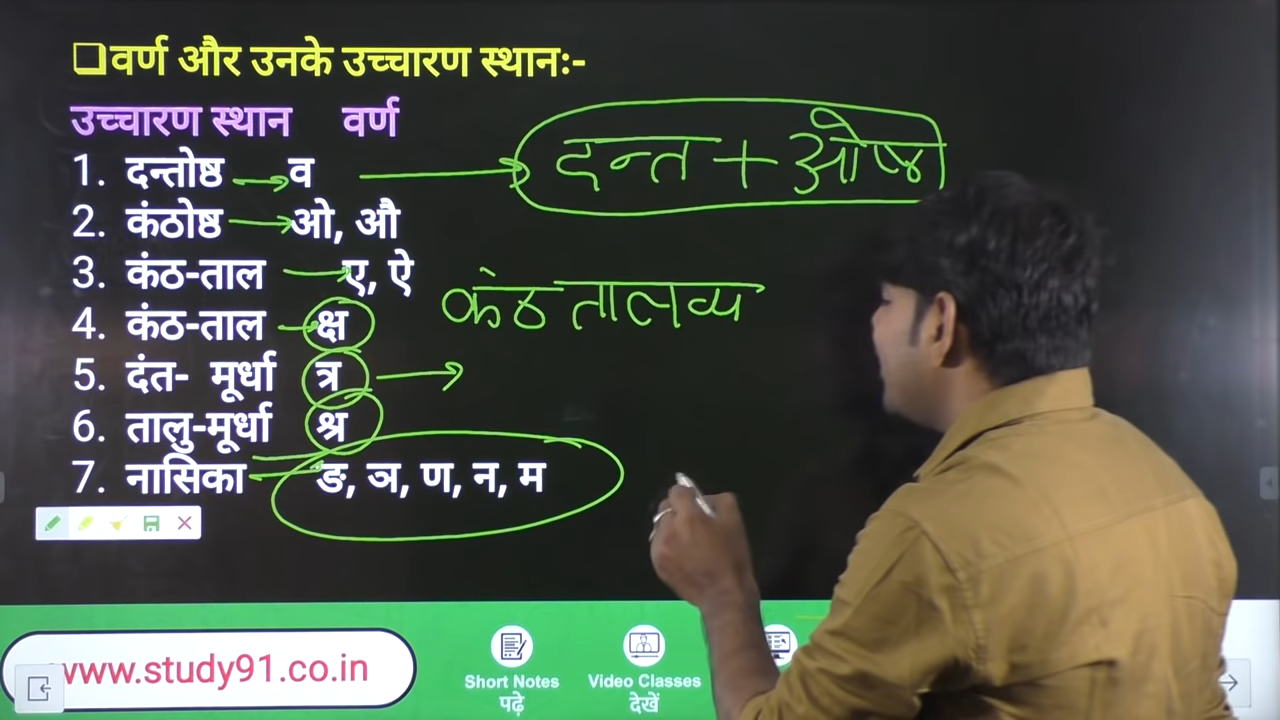 ❑वर्ण और उनके उच्चारण स्थानः-
उच्चारण स्थान वर्ण
1. दन्तोष्ठ व
दन्त + ओष्ठ
2. कंठोष्ठ ओ, औ
3. कंठ-ताल ए, ऐ
कंठ तालव्य
4. कंठ-ताल क्ष
5. दंत- मूर्धा त्र
6. तालु-मूर्धा श्र
7. नासिका ङ, ञ, ण, न, म
www.study91.co.in
Short Notes
पढ़े
Video Classes
देखें